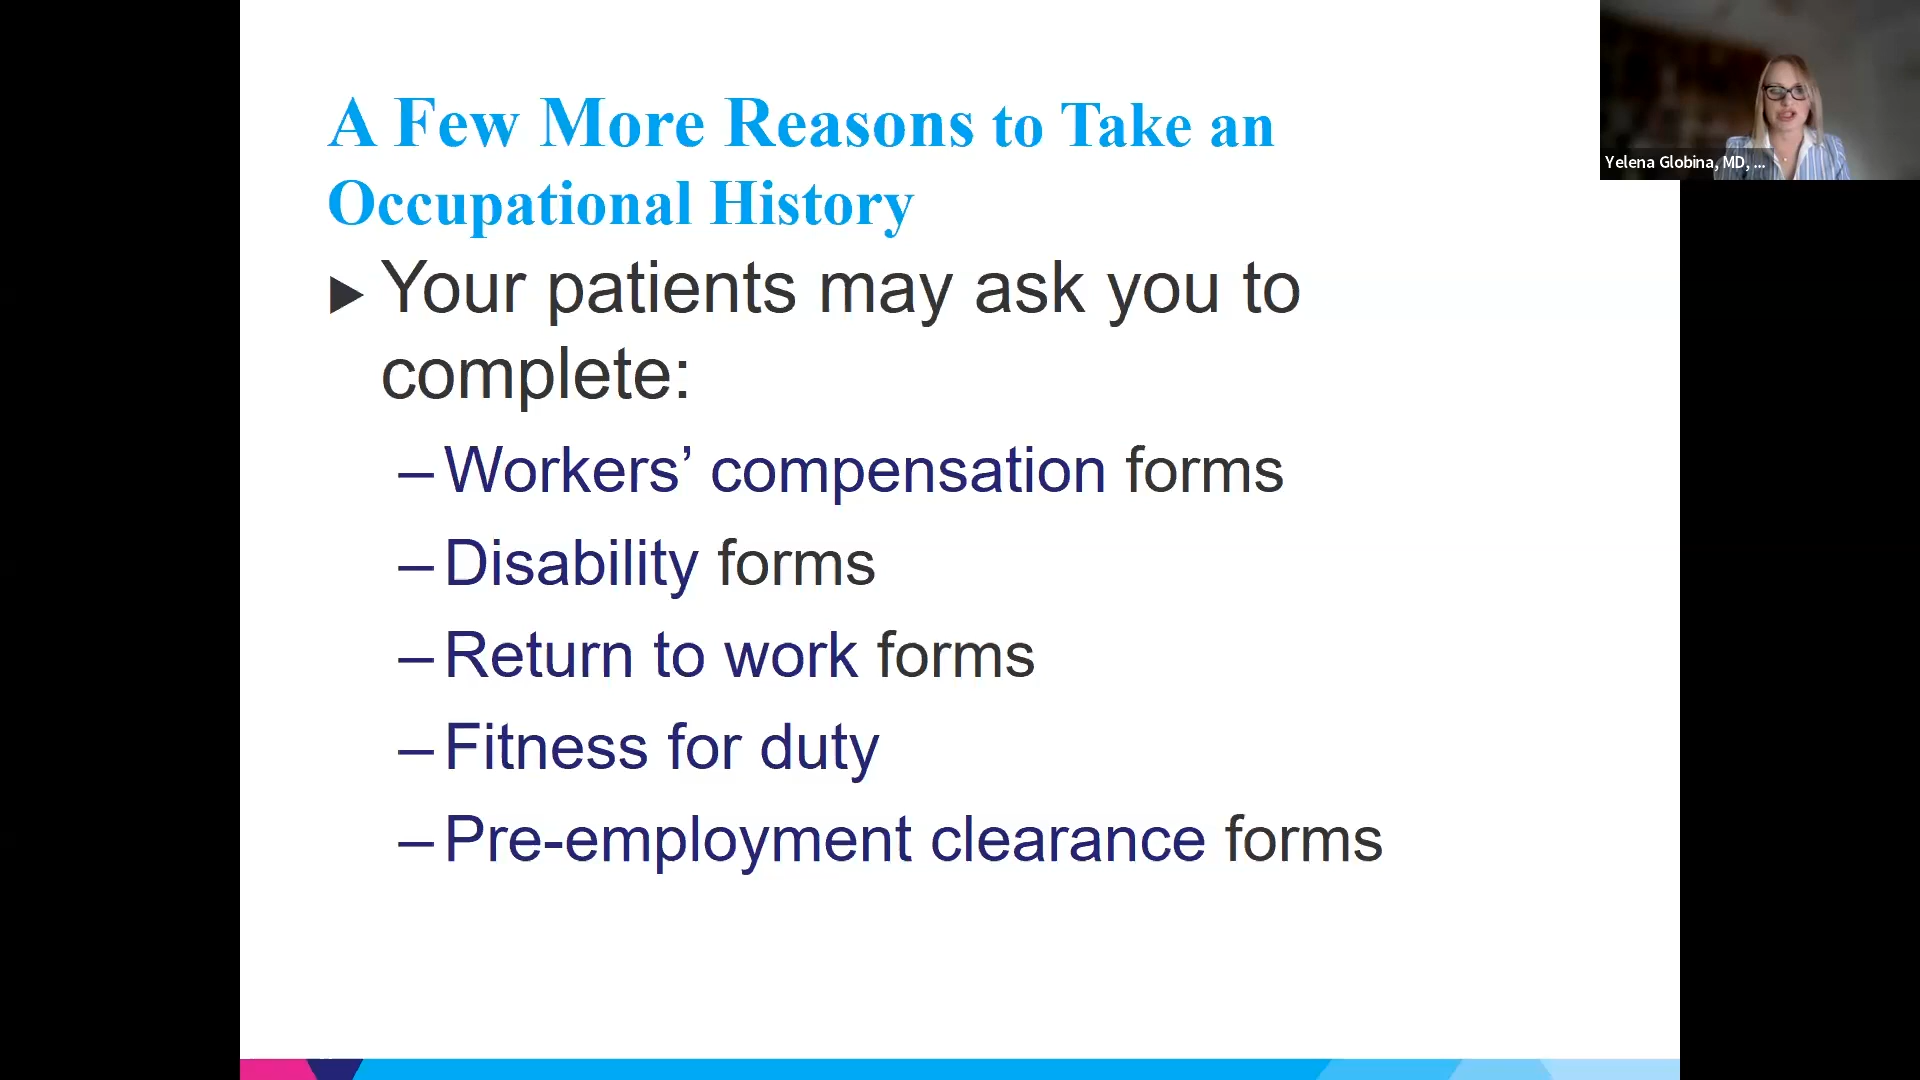 A Few More Reasons to Take an
Occupational History
► Your patients may ask you to
complete:
– Workers’ compensation forms
– Disability forms
– Return to work forms
– Fitness for duty
– Pre-employment clearance forms
Yelena Globina, MD, ...